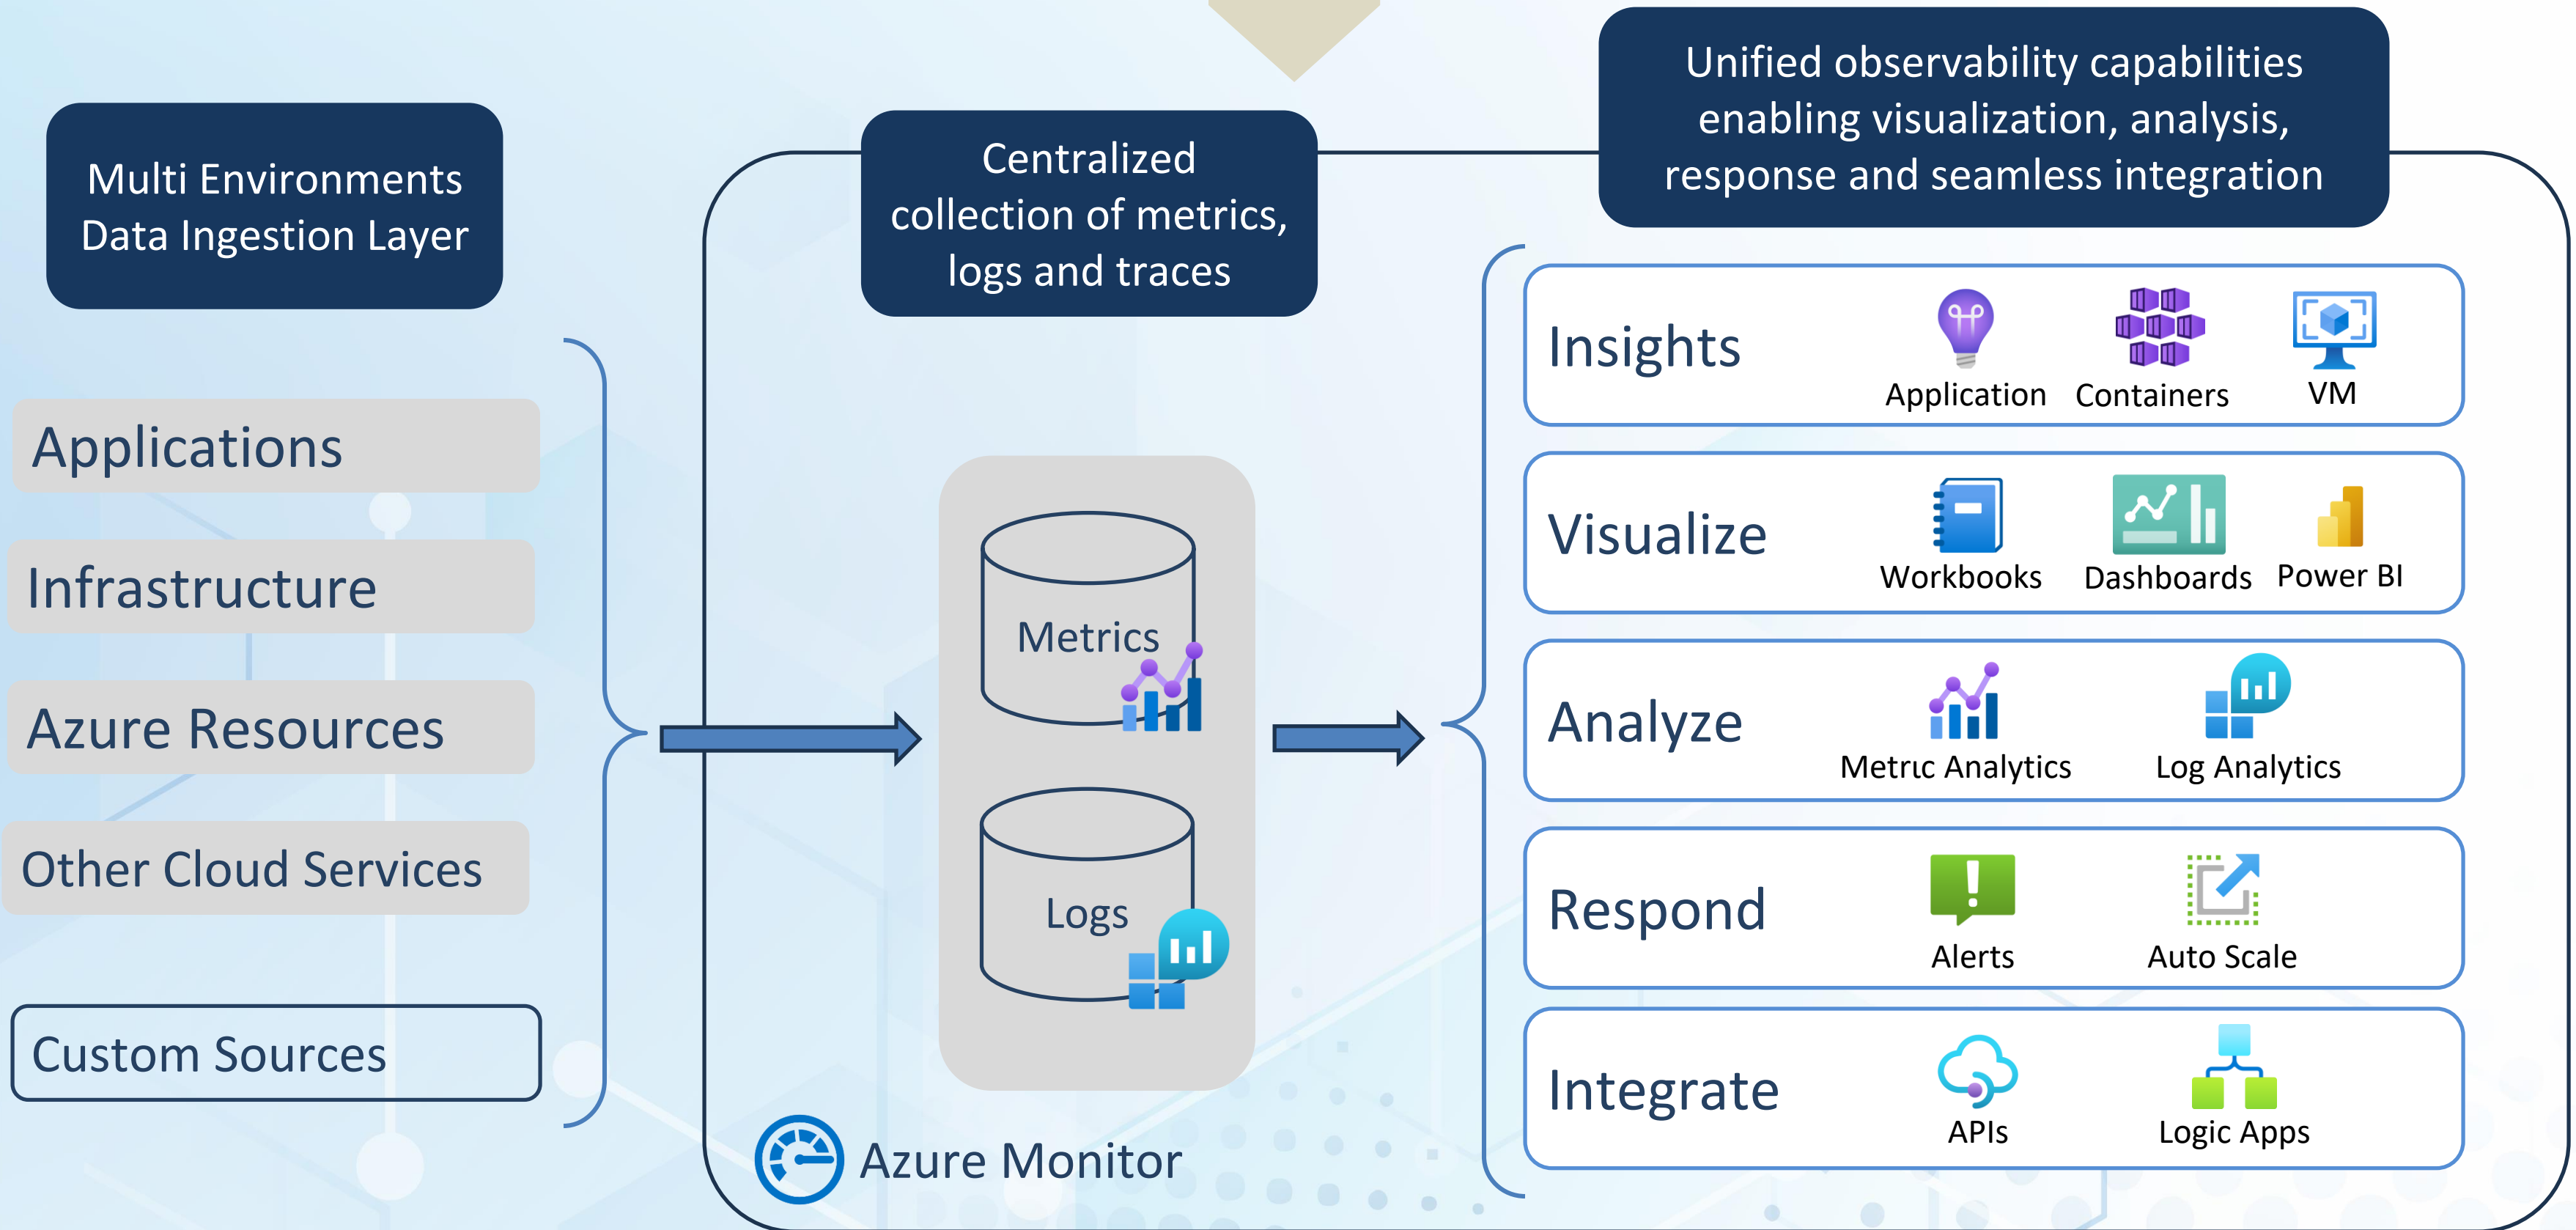 Multi Environments
Data Ingestion Layer
Applications
Infrastructure
Azure Resources
Other Cloud Services
Custom Sources
Centralized
collection of metrics,
logs and traces
Metrics
Logs
Azure Monitor
Unified observability capabilities
enabling visualization, analysis,
response and seamless integration
Insights
Application
Containers
VM
Visualize
Workbooks
Dashboards
Power BI
Analyze
Metric Analytics
Log Analytics
Respond
Alerts
Auto Scale
Integrate
APIs
Logic Apps